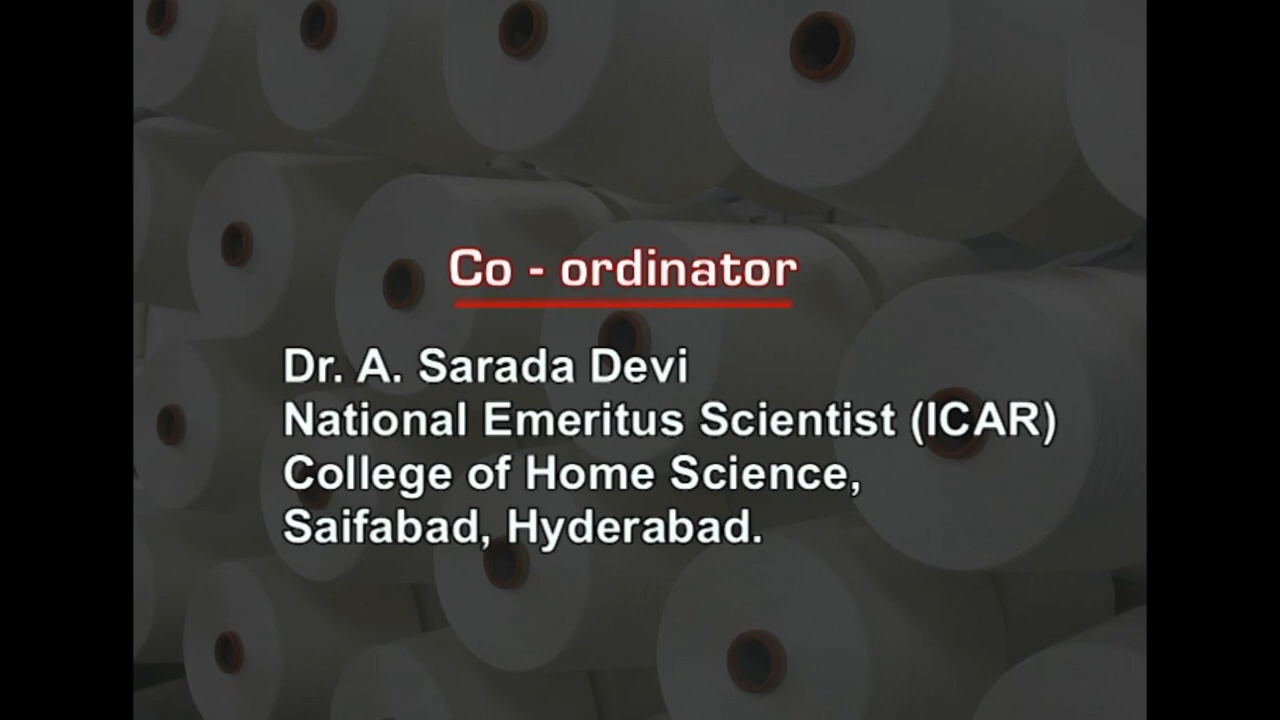 Co - ordinator
Dr. A. Sarada Devi
National Emeritus Scientist (ICAR)
College of Home Science,
Saifabad, Hyderabad.